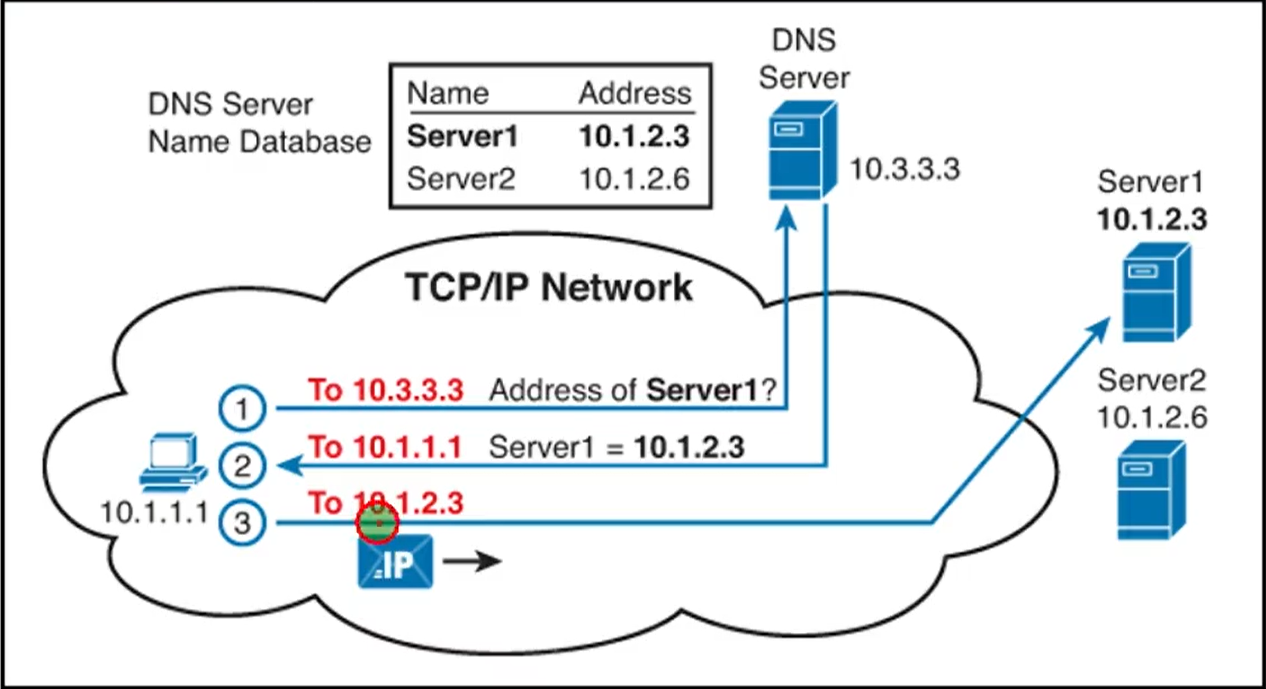 DNS
Server
DNS Server
Name Database
Name Address
Server1 10.1.2.3
Server2 10.1.2.6
10.3.3.3
Server1
10.1.2.3
TCP/IP Network
1 To 10.3.3.3 Address of Server1?
2 To 10.1.1.1 Server1 = 10.1.2.3
10.1.1.1
3 To 10.1.2.3
IP
Server2
10.1.2.6